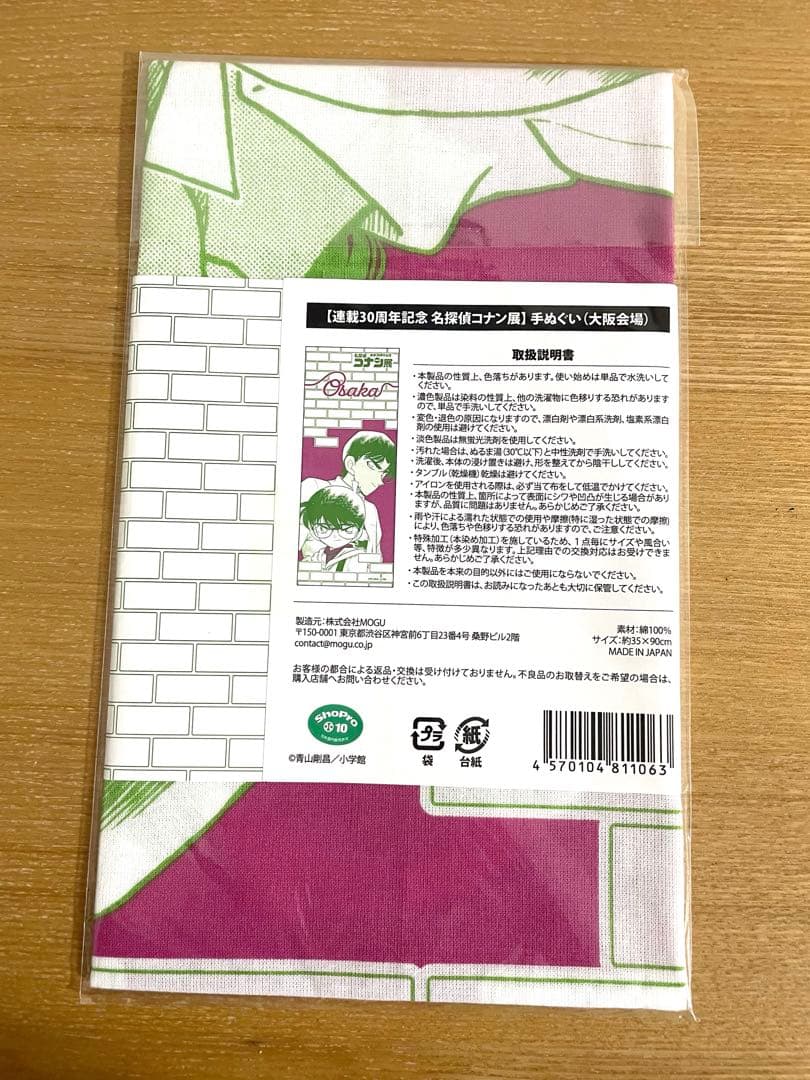 【連載30周年記念 名探偵コナン展】手ぬぐい（大阪会場）
コナン展
Osaka
取扱説明書
・本製品の性質上、色落ちがあります。使い始めは単品で水洗いして
ください。
・濃色製品は染料の性質上、他の洗濯物に色移りする恐れがあります
ので、単品で手洗いしてください。
・変色・退色の原因になりますので、漂白剤や漂白系洗剤、塩素系漂白
剤の使用は避けてください。
・淡色製品は無蛍光洗剤を使用してください。
・汚れた場合は、ぬるま湯（30℃以下）と中性洗剤で手洗いしてください。
・洗濯後、本体の浸け置きは避け、形を整えてから陰干ししてください。
・タンブル（乾燥機）乾燥は避けてください。
・アイロンを使用される際は、必ず当て布をして低温でかけてください。
・本製品の性質上、箇所によって表面にシワや凹凸が生じる場合があり
ますが、品質に問題はありません。あらかじめご了承ください。
・雨や汗による濡れた状態での使用や摩擦（特に湿った状態での摩擦）
により、色落ちや色移りする恐れがありますので、ご注意ください。
・特殊加工（本染め加工）を施しているため、1点毎にサイズや風合い
等、特徴が多少異なります。上記理由での交換対応はお受けできま
せん。あらかじめご了承ください。
・本製品を本来の目的以外にはご使用にならないでください。
・この取扱説明書は、お読みになったあとも大切に保管してください。
製造元：株式会社MOGU
〒150-0001 東京都渋谷区神宮前6丁目23番4号 桑野ビル2階
contact@mogu.co.jp
素材：綿100%
サイズ：約35×90cm
MADE IN JAPAN
お客様の都合による返品・交換は受け付けておりません。不良品のお取替えをご希望の場合は、
購入店舗へお問い合わせください。
ShoPro
10
©青山剛昌／小学館
プラ
袋
紙
台紙
4 570104 811063